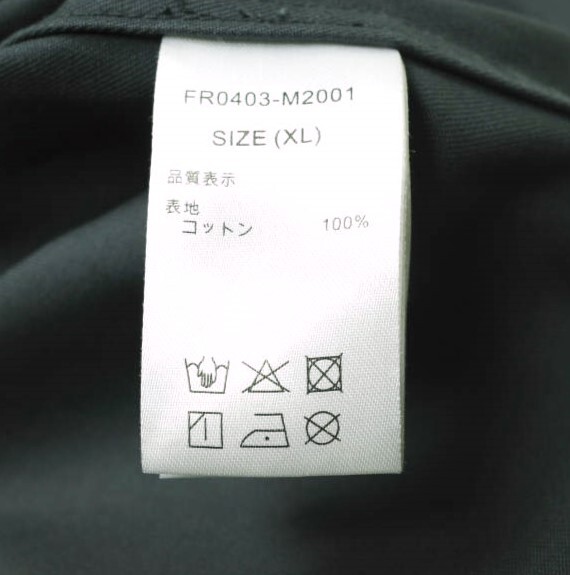 FR0403-M2001
SIZE (XL)
品質表示
表地
コットン 100%